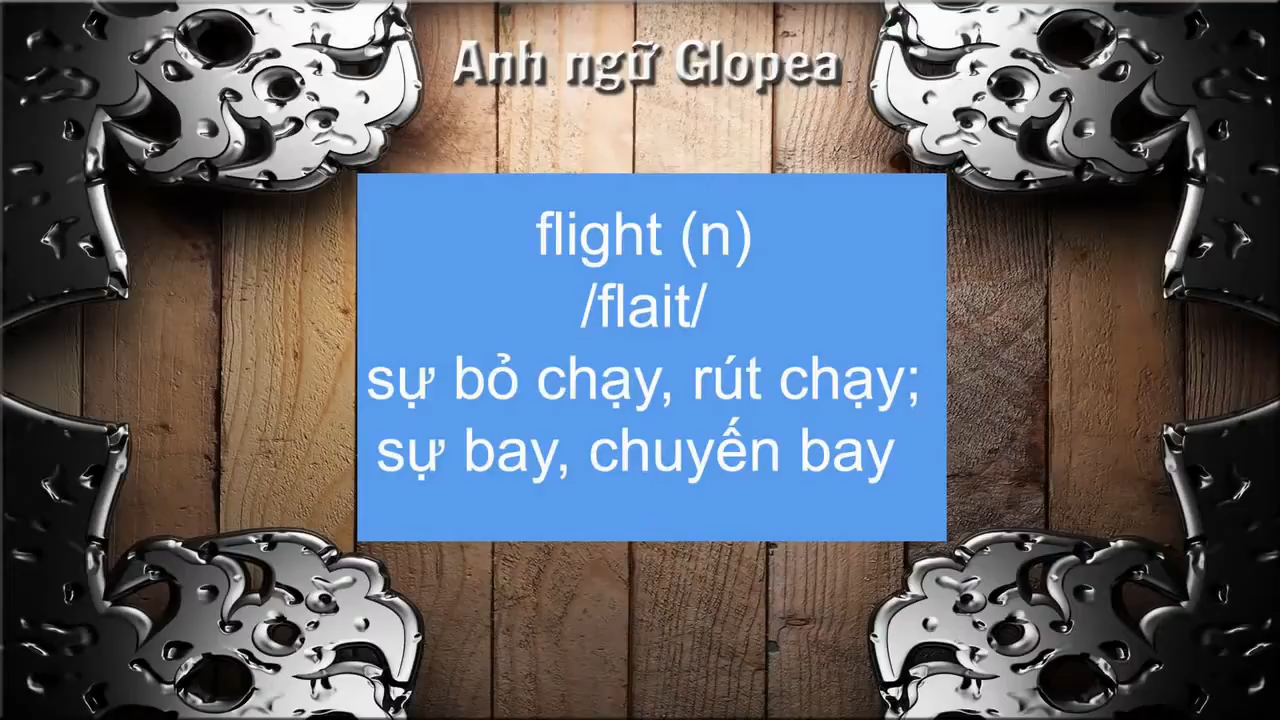 Anh ngữ Glopea
flight (n)
/flait/
sự bỏ chạy, rút chạy;
sự bay, chuyến bay